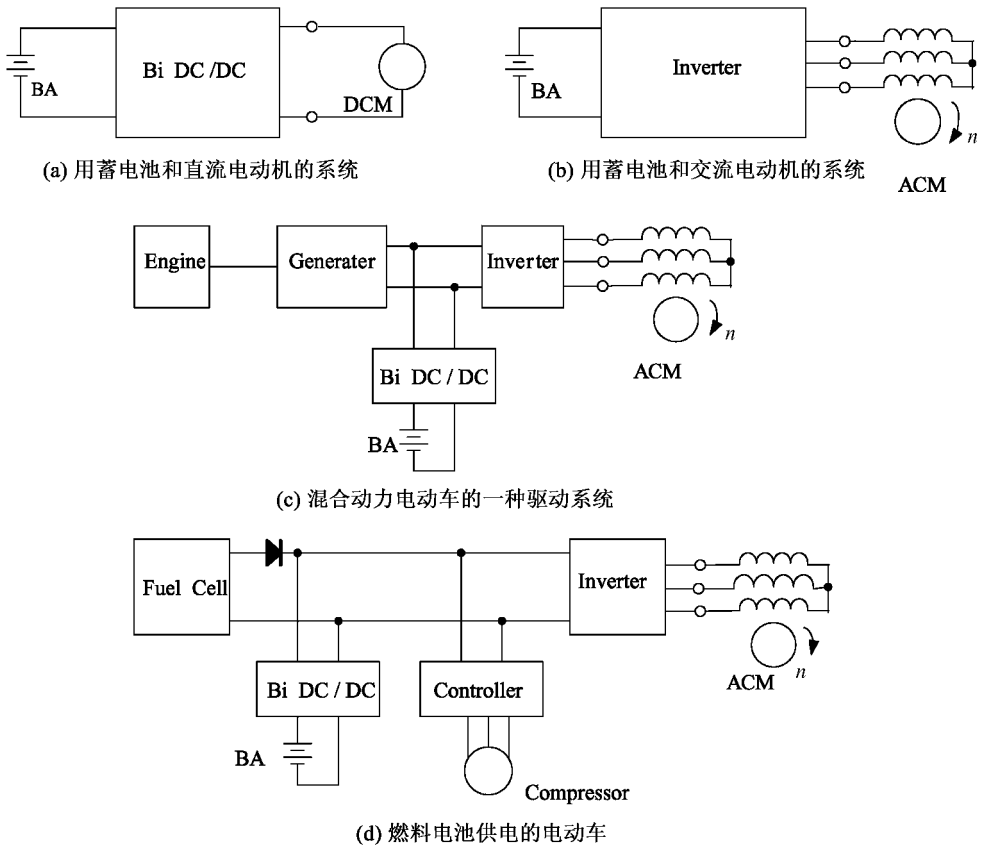 BA
Bi DC/DC
DCM
(a) 用蓄电池和直流电动机的系统
BA
Inverter
n
ACM
(b) 用蓄电池和交流电动机的系统
Engine
Generater
Inverter
n
ACM
Bi DC/DC
BA
(c) 混合动力电动车的一种驱动系统
Fuel Cell
Inverter
n
ACM
Bi DC/DC
Controller
BA
Compressor
(d) 燃料电池供电的电动车